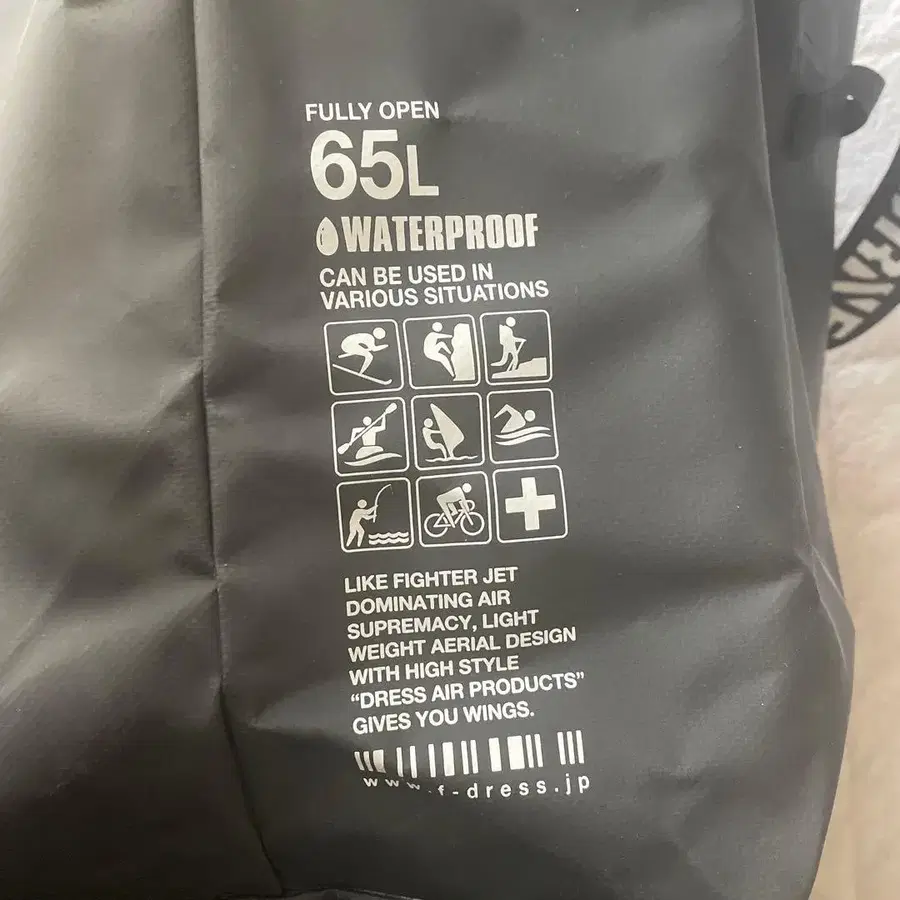 FULLY OPEN
65L
WATERPROOF
CAN BE USED IN
VARIOUS SITUATIONS
LIKE FIGHTER JET
DOMINATING AIR
SUPREMACY, LIGHT
WEIGHT AERIAL DESIGN
WITH HIGH STYLE
“DRESS AIR PRODUCTS”
GIVES YOU WINGS.
www.f-dress.jp